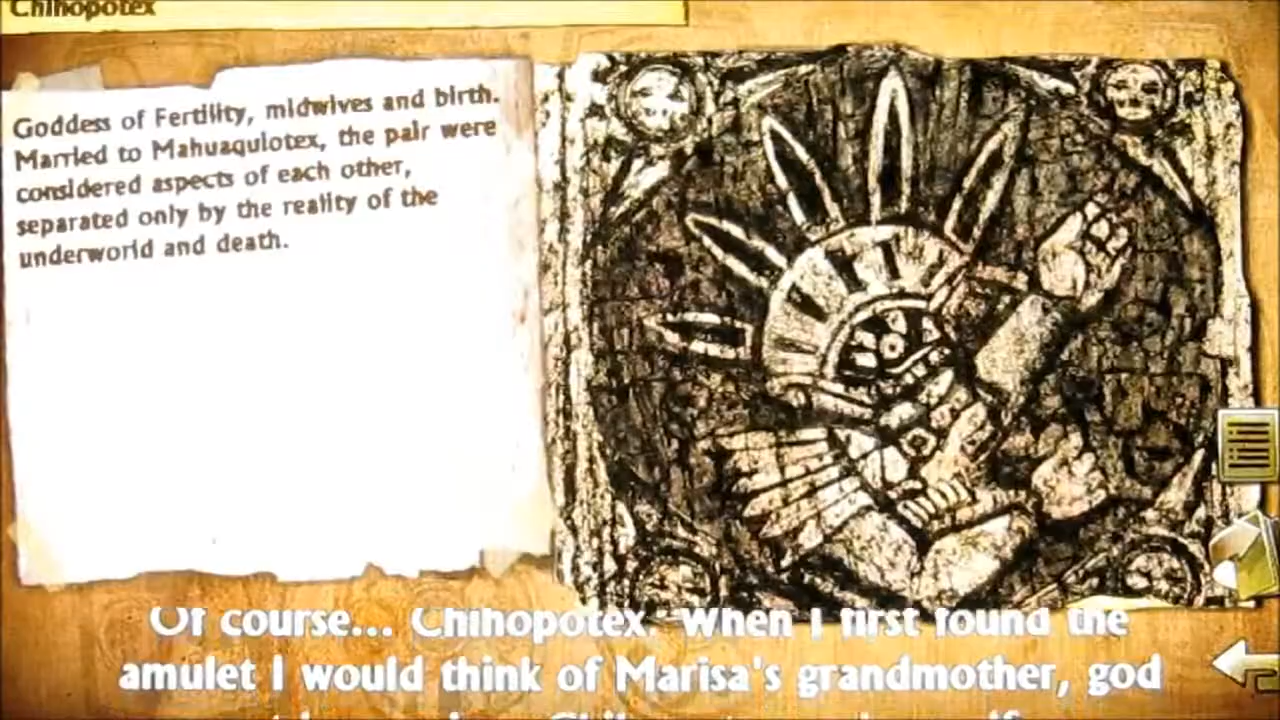 Chihopotex
Goddess of Fertility, midwives and birth.
Married to Mahuaquiotex, the pair were
considered aspects of each other,
separated only by the reality of the
underworld and death.
Of course... Chihopotex. When I first found the
amulet I would think of Marisa's grandmother, god